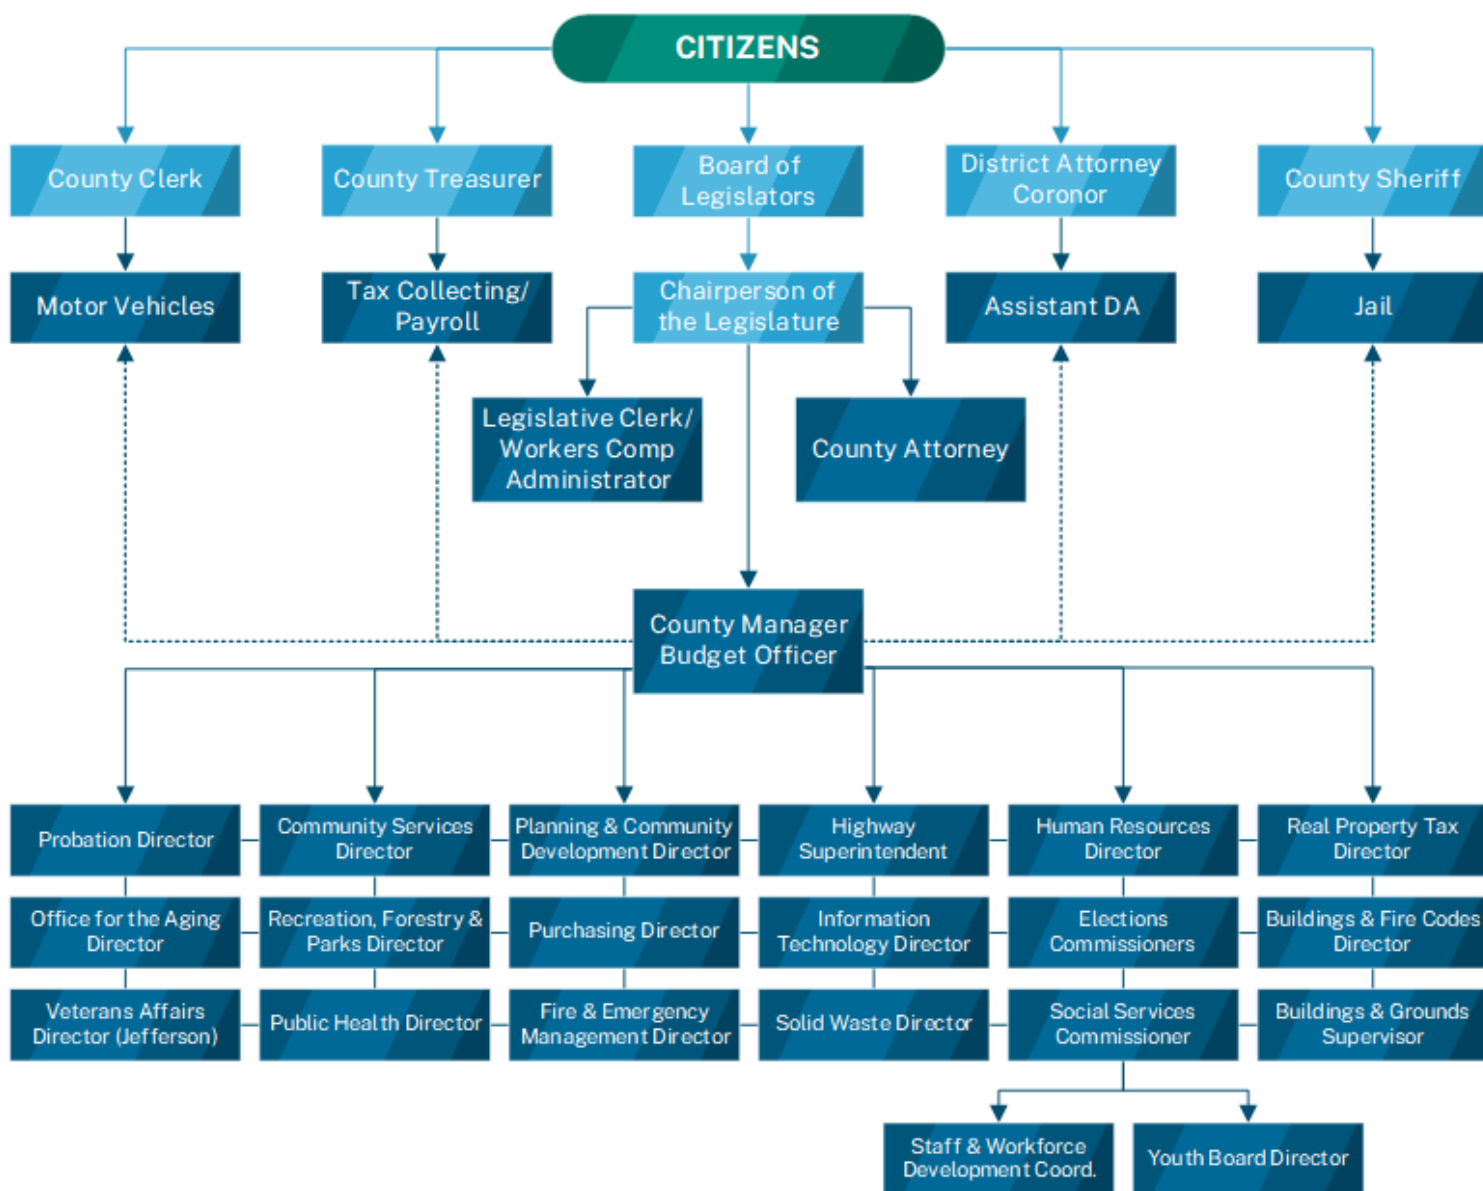 CITIZENS
County Clerk
County Treasurer
Board of
Legislators
District Attorney
Coronor
County Sheriff
Motor Vehicles
Tax Collecting/
Payroll
Chairperson of
the Legislature
Assistant DA
Jail
Legislative Clerk/
Workers Comp
Administrator
County Attorney
County Manager
Budget Officer
Probation Director
Community Services
Director
Planning & Community
Development Director
Highway
Superintendent
Human Resources
Director
Real Property Tax
Director
Office for the Aging
Director
Recreation, Forestry &
Parks Director
Purchasing Director
Information
Technology Director
Elections
Commissioners
Buildings & Fire Codes
Director
Veterans Affairs
Director (Jefferson)
Public Health Director
Fire & Emergency
Management Director
Solid Waste Director
Social Services
Commissioner
Buildings & Grounds
Supervisor
Staff & Workforce
Development Coord.
Youth Board Director